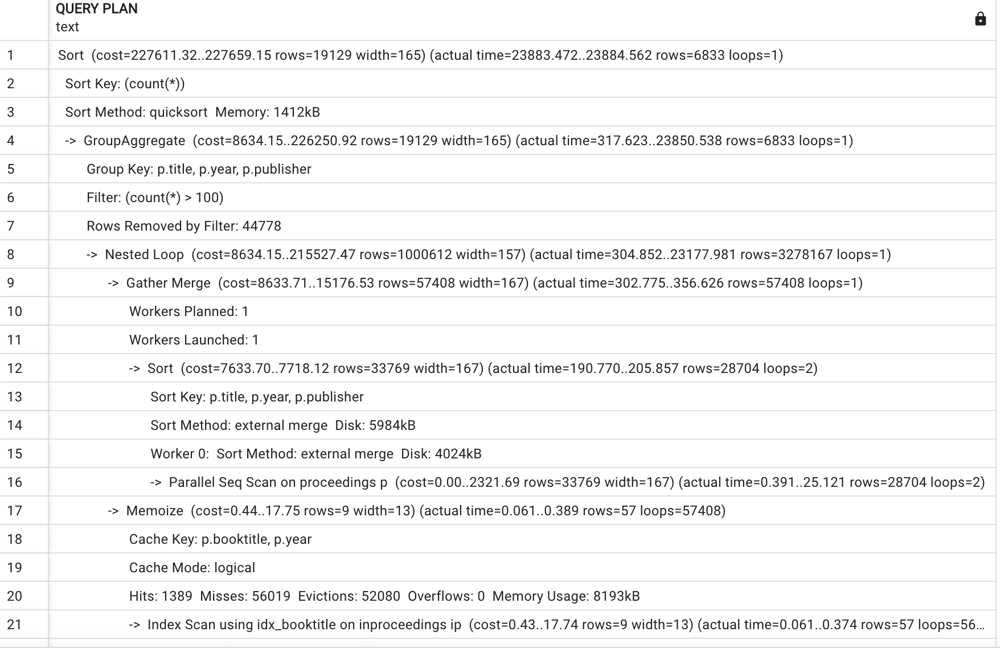 QUERY PLAN
text
1 Sort (cost=227611.32..227659.15 rows=19129 width=165) (actual time=23883.472..23884.562 rows=6833 loops=1)
2 Sort Key: (count(*))
3 Sort Method: quicksort Memory: 1412kB
4 -> GroupAggregate (cost=8634.15..226250.92 rows=19129 width=165) (actual time=317.623..23850.538 rows=6833 loops=1)
5 Group Key: p.title, p.year, p.publisher
6 Filter: (count(*) > 100)
7 Rows Removed by Filter: 44778
8 -> Nested Loop (cost=8634.15..215527.47 rows=1000612 width=157) (actual time=304.852..23177.981 rows=3278167 loops=1)
9 -> Gather Merge (cost=8633.71..15176.53 rows=57408 width=167) (actual time=302.775..356.626 rows=57408 loops=1)
10 Workers Planned: 1
11 Workers Launched: 1
12 -> Sort (cost=7633.70..7718.12 rows=33769 width=167) (actual time=190.770..205.857 rows=28704 loops=2)
13 Sort Key: p.title, p.year, p.publisher
14 Sort Method: external merge Disk: 5984kB
15 Worker 0: Sort Method: external merge Disk: 4024kB
16 -> Parallel Seq Scan on proceedings p (cost=0.00..2321.69 rows=33769 width=167) (actual time=0.391..25.121 rows=28704 loops=2)
17 -> Memoize (cost=0.44..17.75 rows=9 width=13) (actual time=0.061..0.389 rows=57 loops=57408)
18 Cache Key: p.booktitle, p.year
19 Cache Mode: logical
20 Hits: 1389 Misses: 56019 Evictions: 52080 Overflows: 0 Memory Usage: 8193kB
21 -> Index Scan using idx_booktitle on inproceedings ip (cost=0.43..17.74 rows=9 width=13) (actual time=0.061..0.374 rows=57 loops=56…